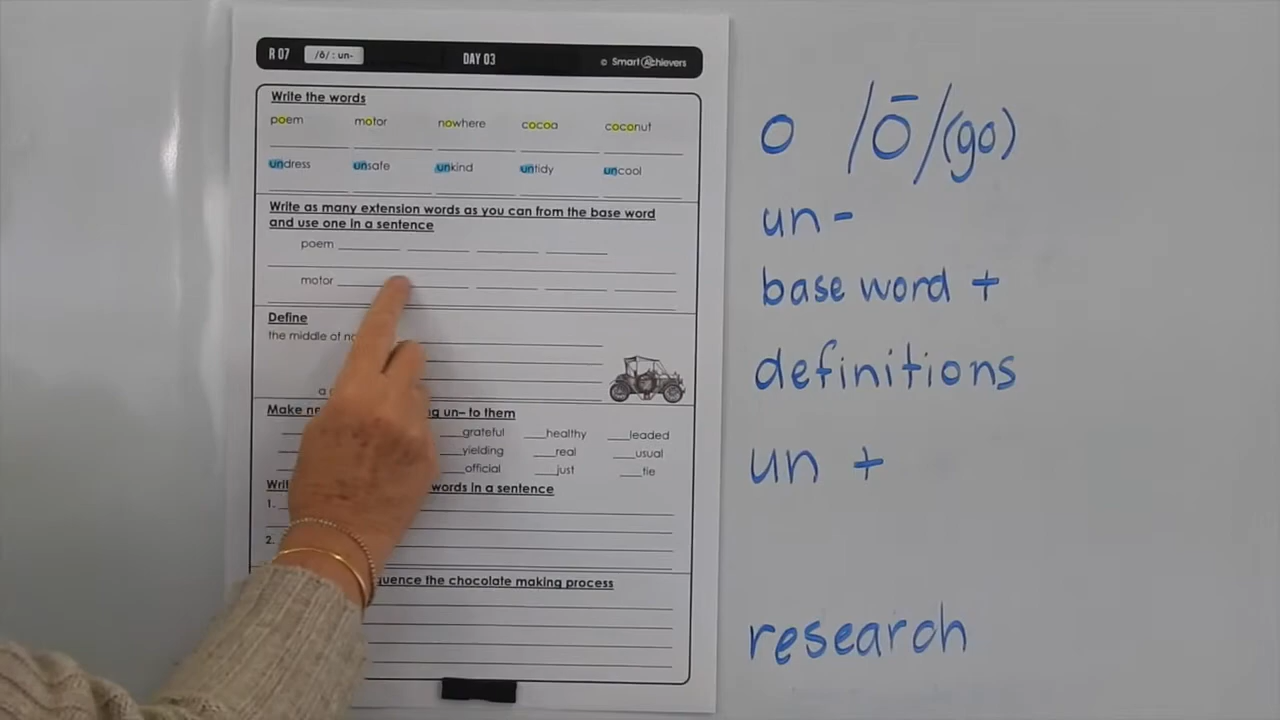 R 07 /ō/ : un- DAY 03 © Smart Achievers
Write the words
poem motor nowhere cocoa coconut
undress unsafe unkind untidy uncool
Write as many extension words as you can from the base word
and use one in a sentence
poem
motor
Define
the middle of
a
Make ng un– to them
grateful healthy leaded
yielding real usual
official just tie
words in a sentence
1.
2.
quence the chocolate making process
o /ō/(go)
un -
base word +
definitions
un +
research